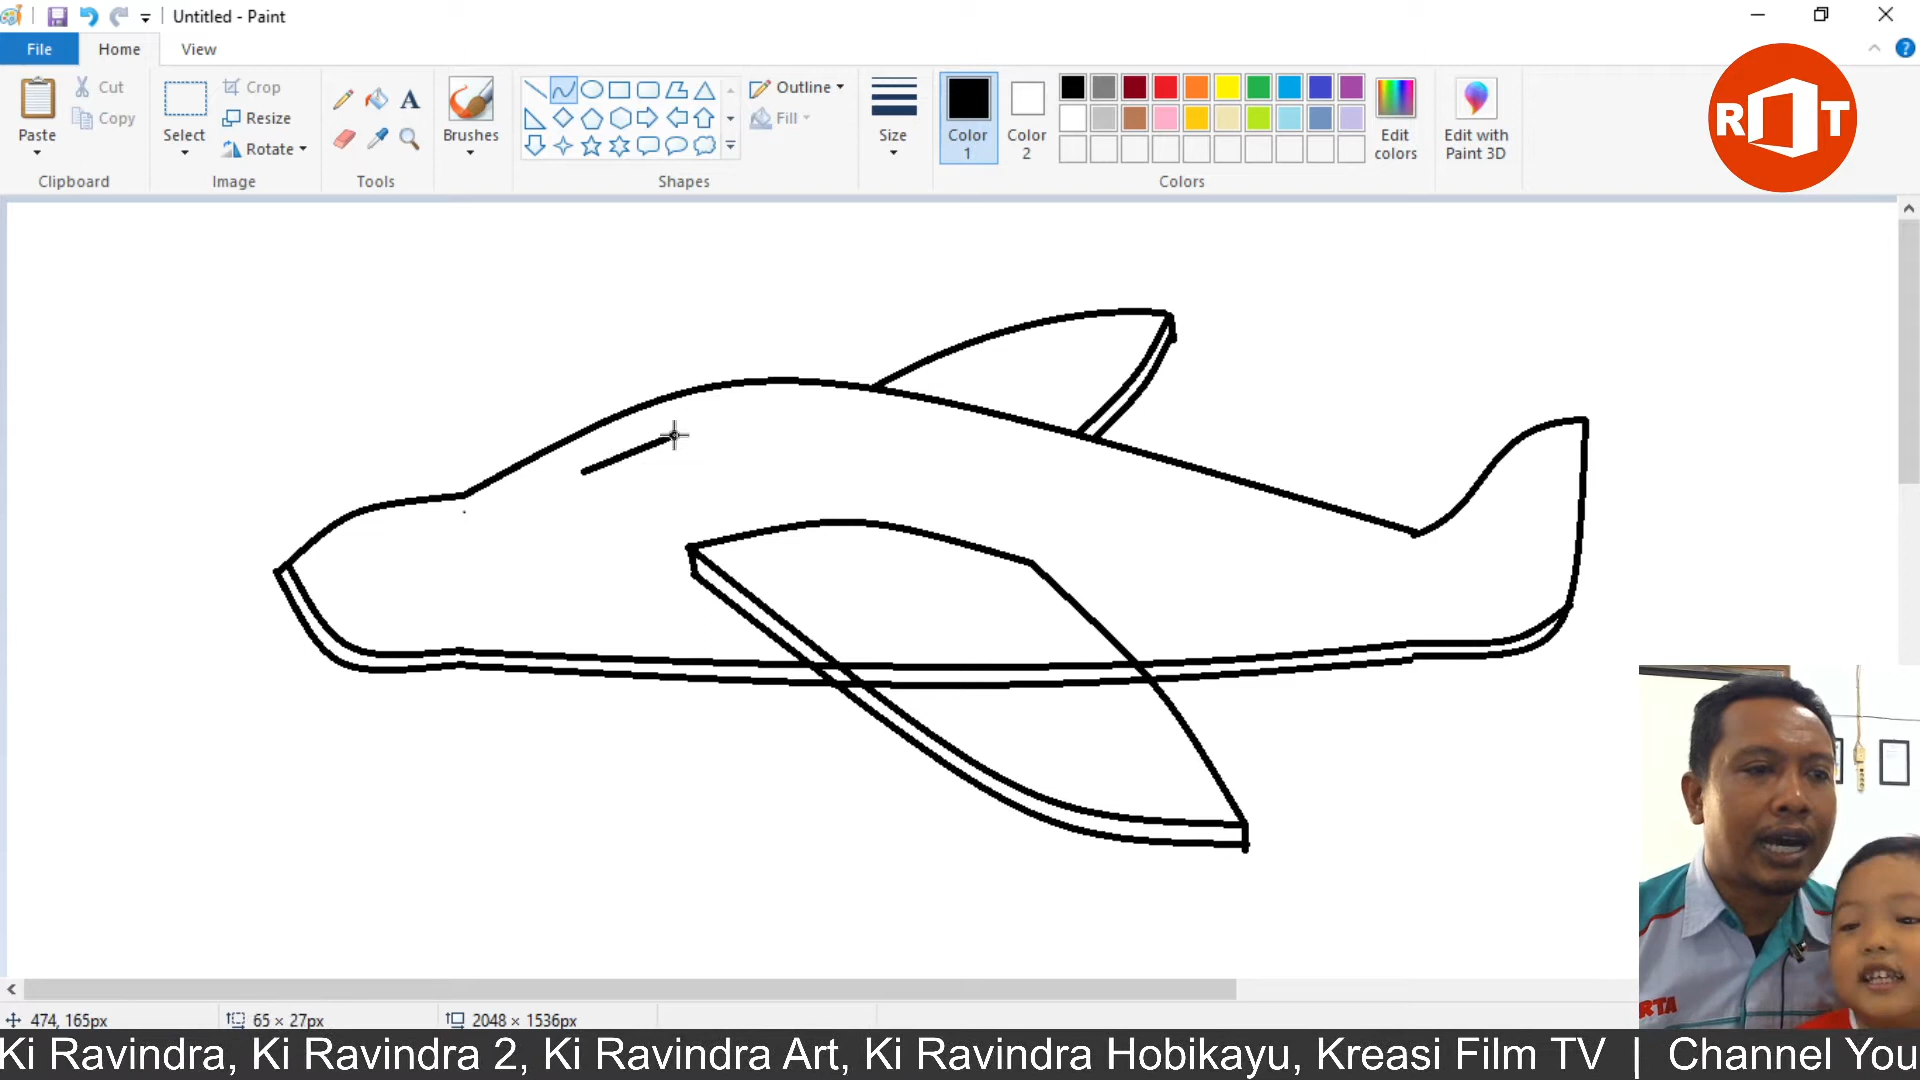 Untitled - Paint
File Home View
Paste
Cut
Copy
Clipboard
Select
Crop
Resize
Rotate
Image
A
Tools
Brushes
Shapes
Outline
Fill
Size
Color 1
Color 2
Edit colors
Colors
Edit with Paint 3D
R T
474, 165px
65 × 27px
2048 × 1536px
RTA
Ki Ravindra, Ki Ravindra 2, Ki Ravindra Art, Ki Ravindra Hobikayu, Kreasi Film TV | Channel You